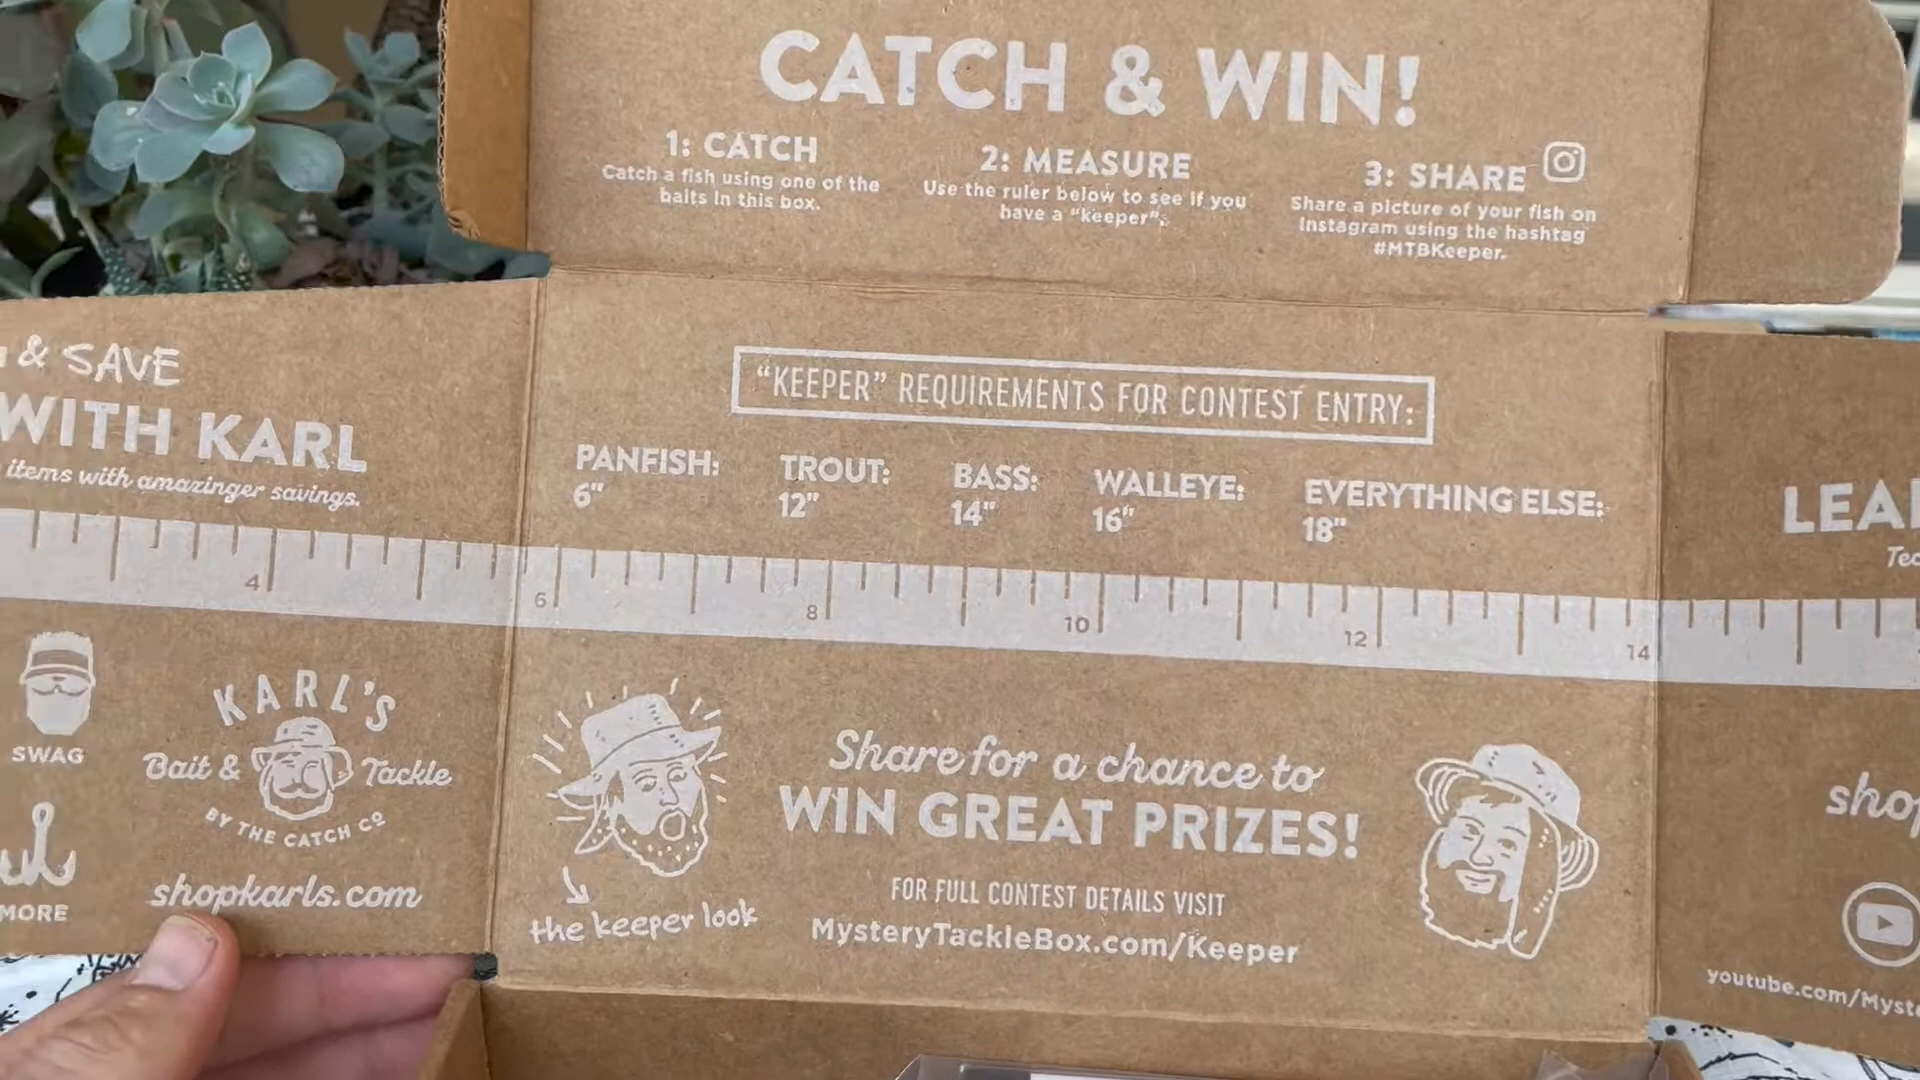 CATCH & WIN!
1: CATCH
Catch a fish using one of the
baits in this box.
2: MEASURE
Use the ruler below to see if you
have a "keeper".
3: SHARE
Share a picture of your fish on
Instagram using the hashtag
#MTBKeeper.
& SAVE
WITH KARL
items with amazinger savings.
"KEEPER" REQUIREMENTS FOR CONTEST ENTRY:
PANFISH:
6"
TROUT:
12"
BASS:
14"
WALLEYE:
16"
EVERYTHING ELSE:
18"
4 6 8 10 12 14
SWAG
MORE
KARL'S
Bait & Tackle
BY THE CATCH CO
shopkarls.com
the keeper look
Share for a chance to
WIN GREAT PRIZES!
FOR FULL CONTEST DETAILS VISIT
MysteryTackleBox.com/Keeper